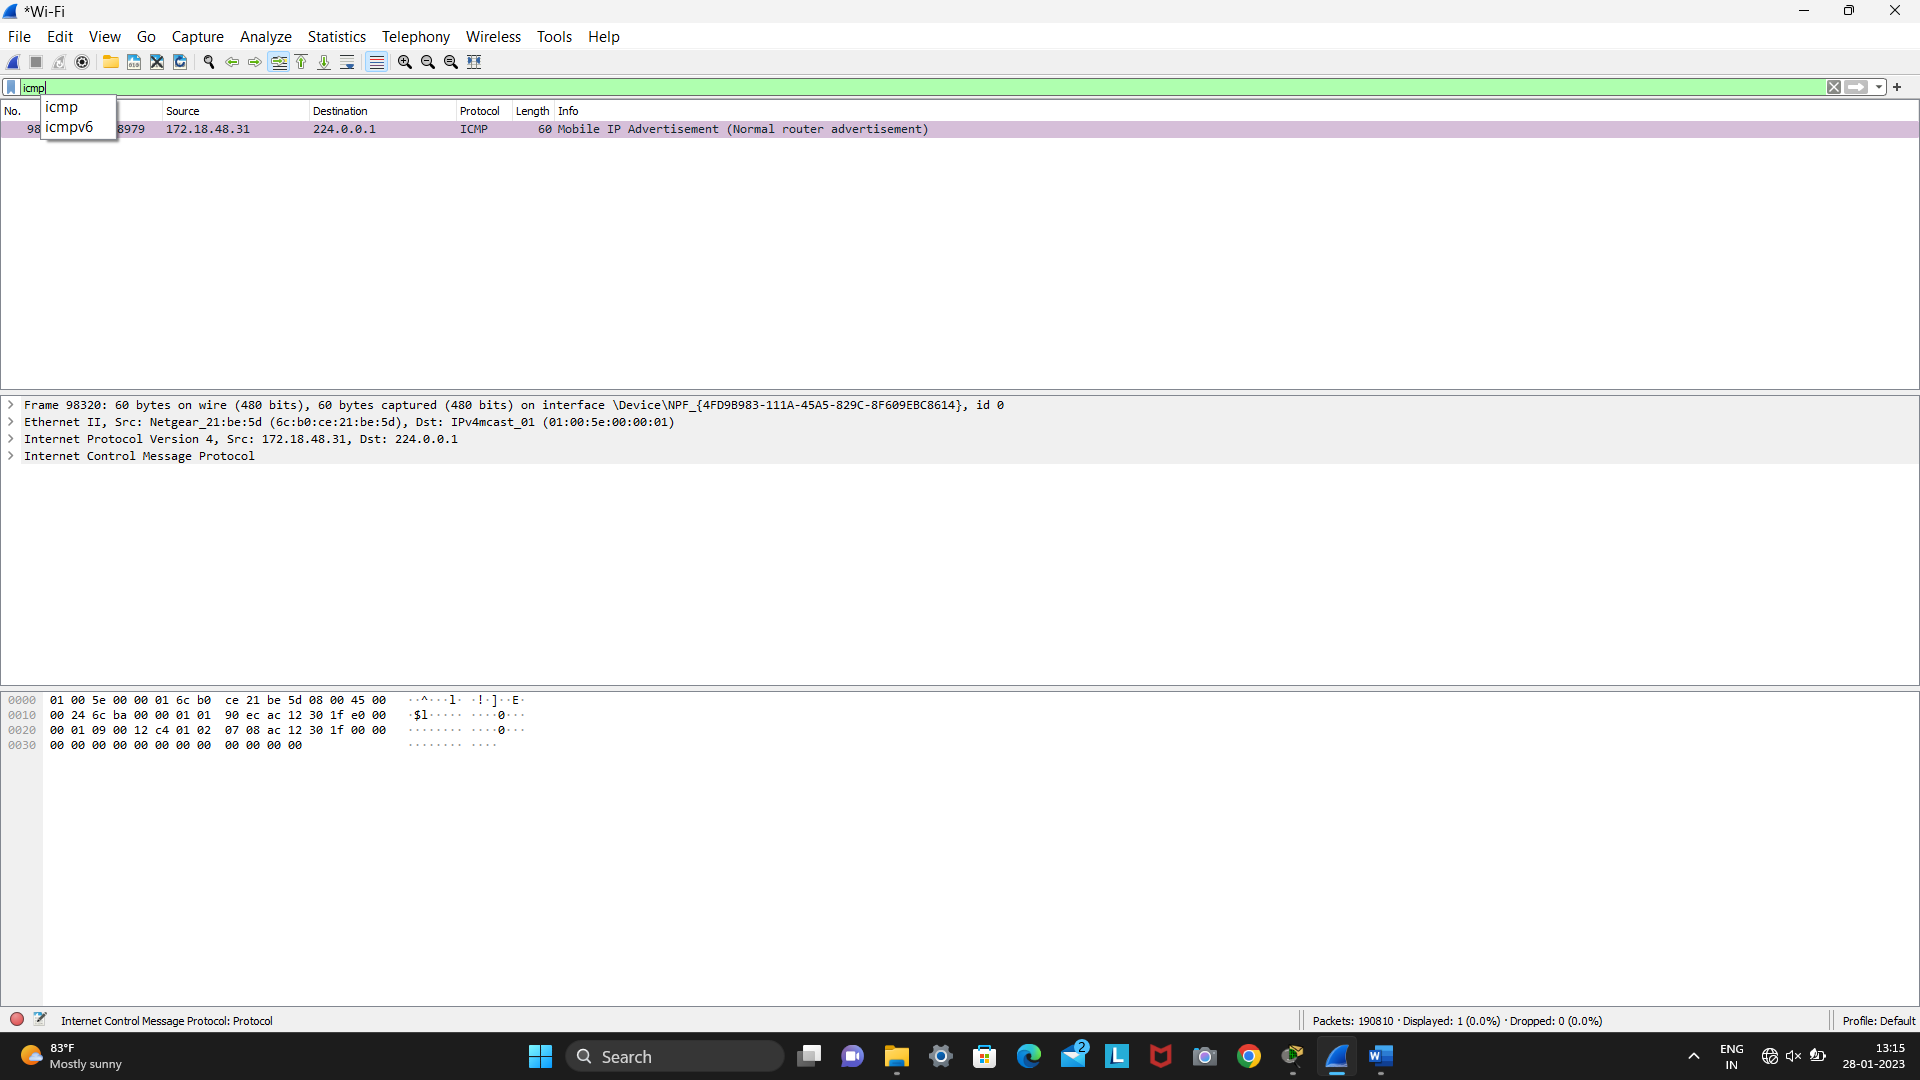 *Wi-Fi
File Edit View Go Capture Analyze Statistics Telephony Wireless Tools Help
icmp
icmp
icmpv6
No. Source Destination Protocol Length Info
98 8979 172.18.48.31 224.0.0.1 ICMP 60 Mobile IP Advertisement (Normal router advertisement)
Frame 98320: 60 bytes on wire (480 bits), 60 bytes captured (480 bits) on interface \Device\NPF_{4FD9B983-111A-45A5-829C-8F609EBC8614}, id 0
Ethernet II, Src: Netgear_21:be:5d (6c:b0:ce:21:be:5d), Dst: IPv4mcast_01 (01:00:5e:00:00:01)
Internet Protocol Version 4, Src: 172.18.48.31, Dst: 224.0.0.1
Internet Control Message Protocol
0000 01 00 5e 00 00 01 6c b0 ce 21 be 5d 08 00 45 00 ··^···l· ·!·]··E·
0010 00 24 6c ba 00 00 01 01 90 ec ac 12 30 1f e0 00 ·$l····· ····0···
0020 00 01 09 00 12 c4 01 02 07 08 ac 12 30 1f 00 00 ········ ····0···
0030 00 00 00 00 00 00 00 00 00 00 00 00 ········ ····
Internet Control Message Protocol: Protocol
Packets: 190810 · Displayed: 1 (0.0%) · Dropped: 0 (0.0%)
Profile: Default
83°F
Mostly sunny
Search
2
L
W
ENG
IN
13:15
28-01-2023